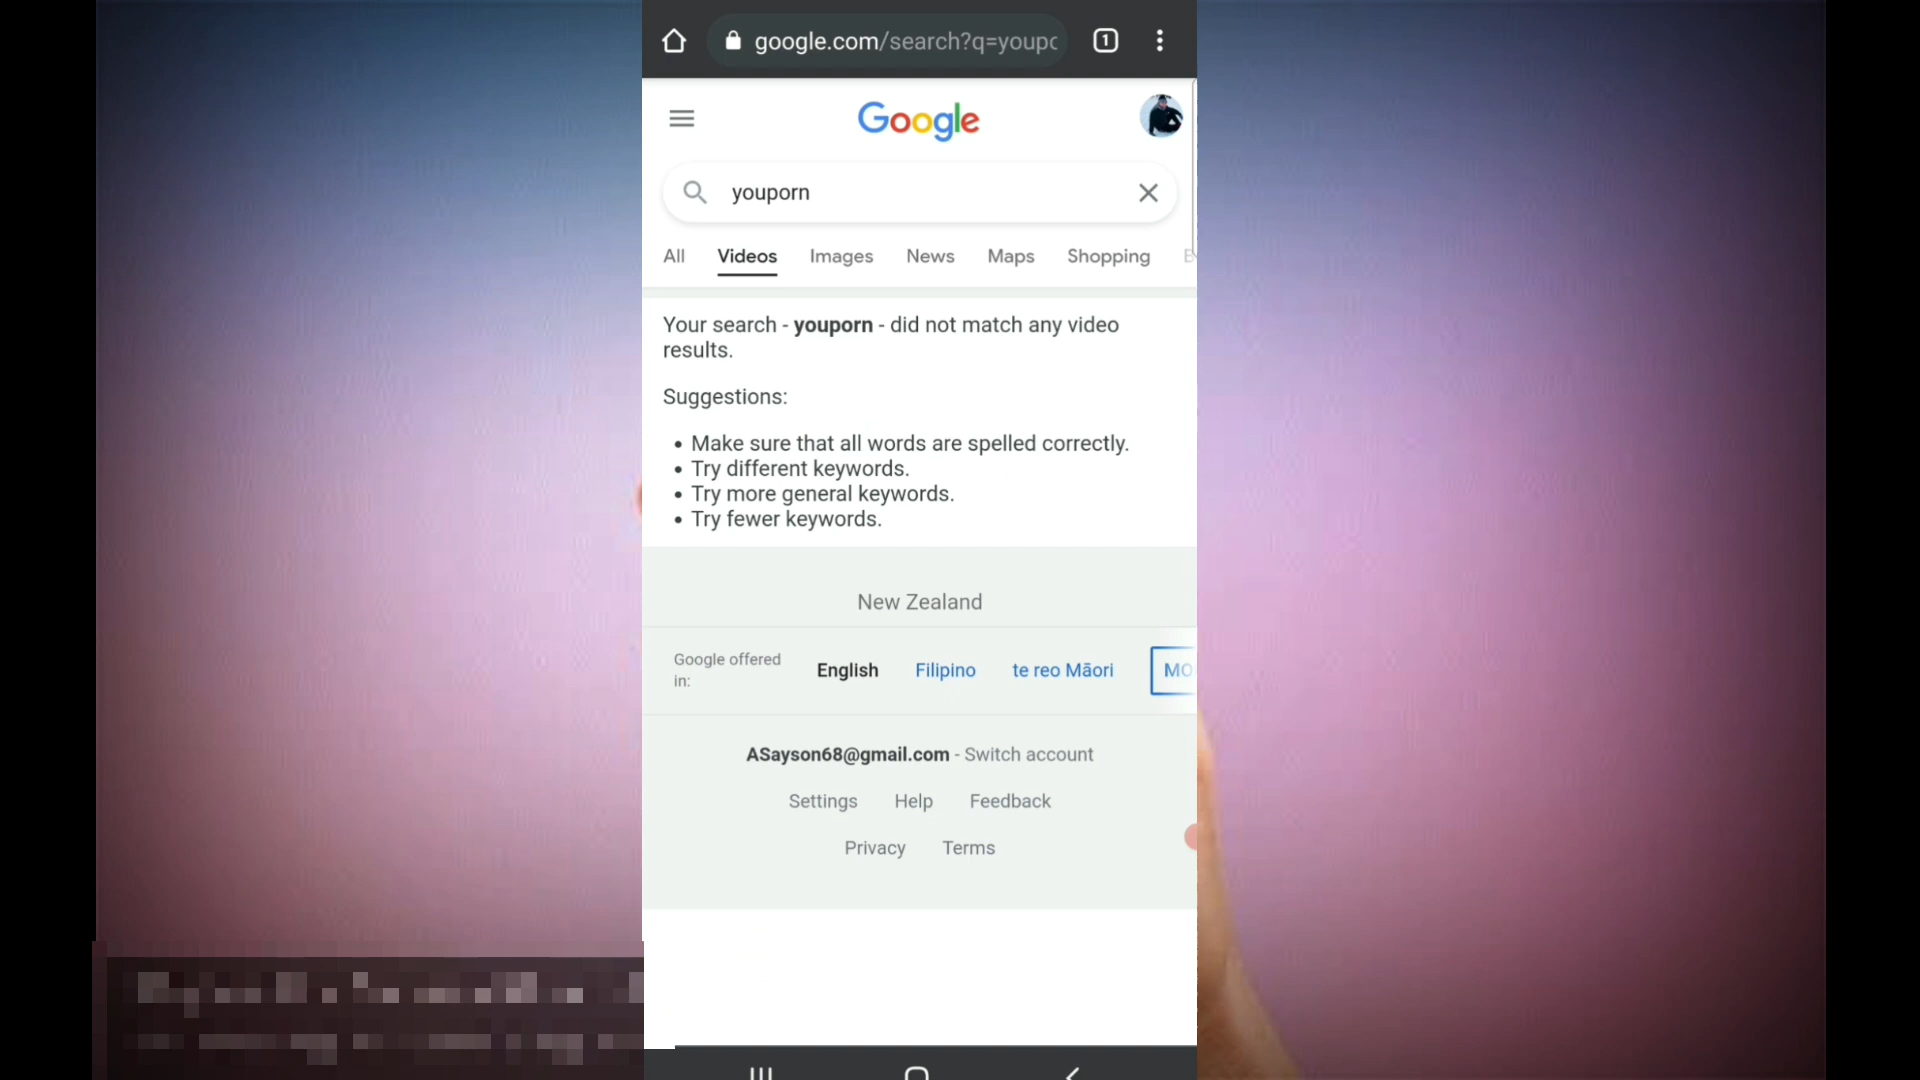 1
google.com/search?q=youpo
Google
youporn
All Videos Images News Maps Shopping
Your search - youporn - did not match any video
results.
Suggestions:
• Make sure that all words are spelled correctly.
• Try different keywords.
• Try more general keywords.
• Try fewer keywords.
New Zealand
Google offered
in:
English Filipino te reo Māori MO
ASayson68@gmail.com - Switch account
Settings Help Feedback
Privacy Terms